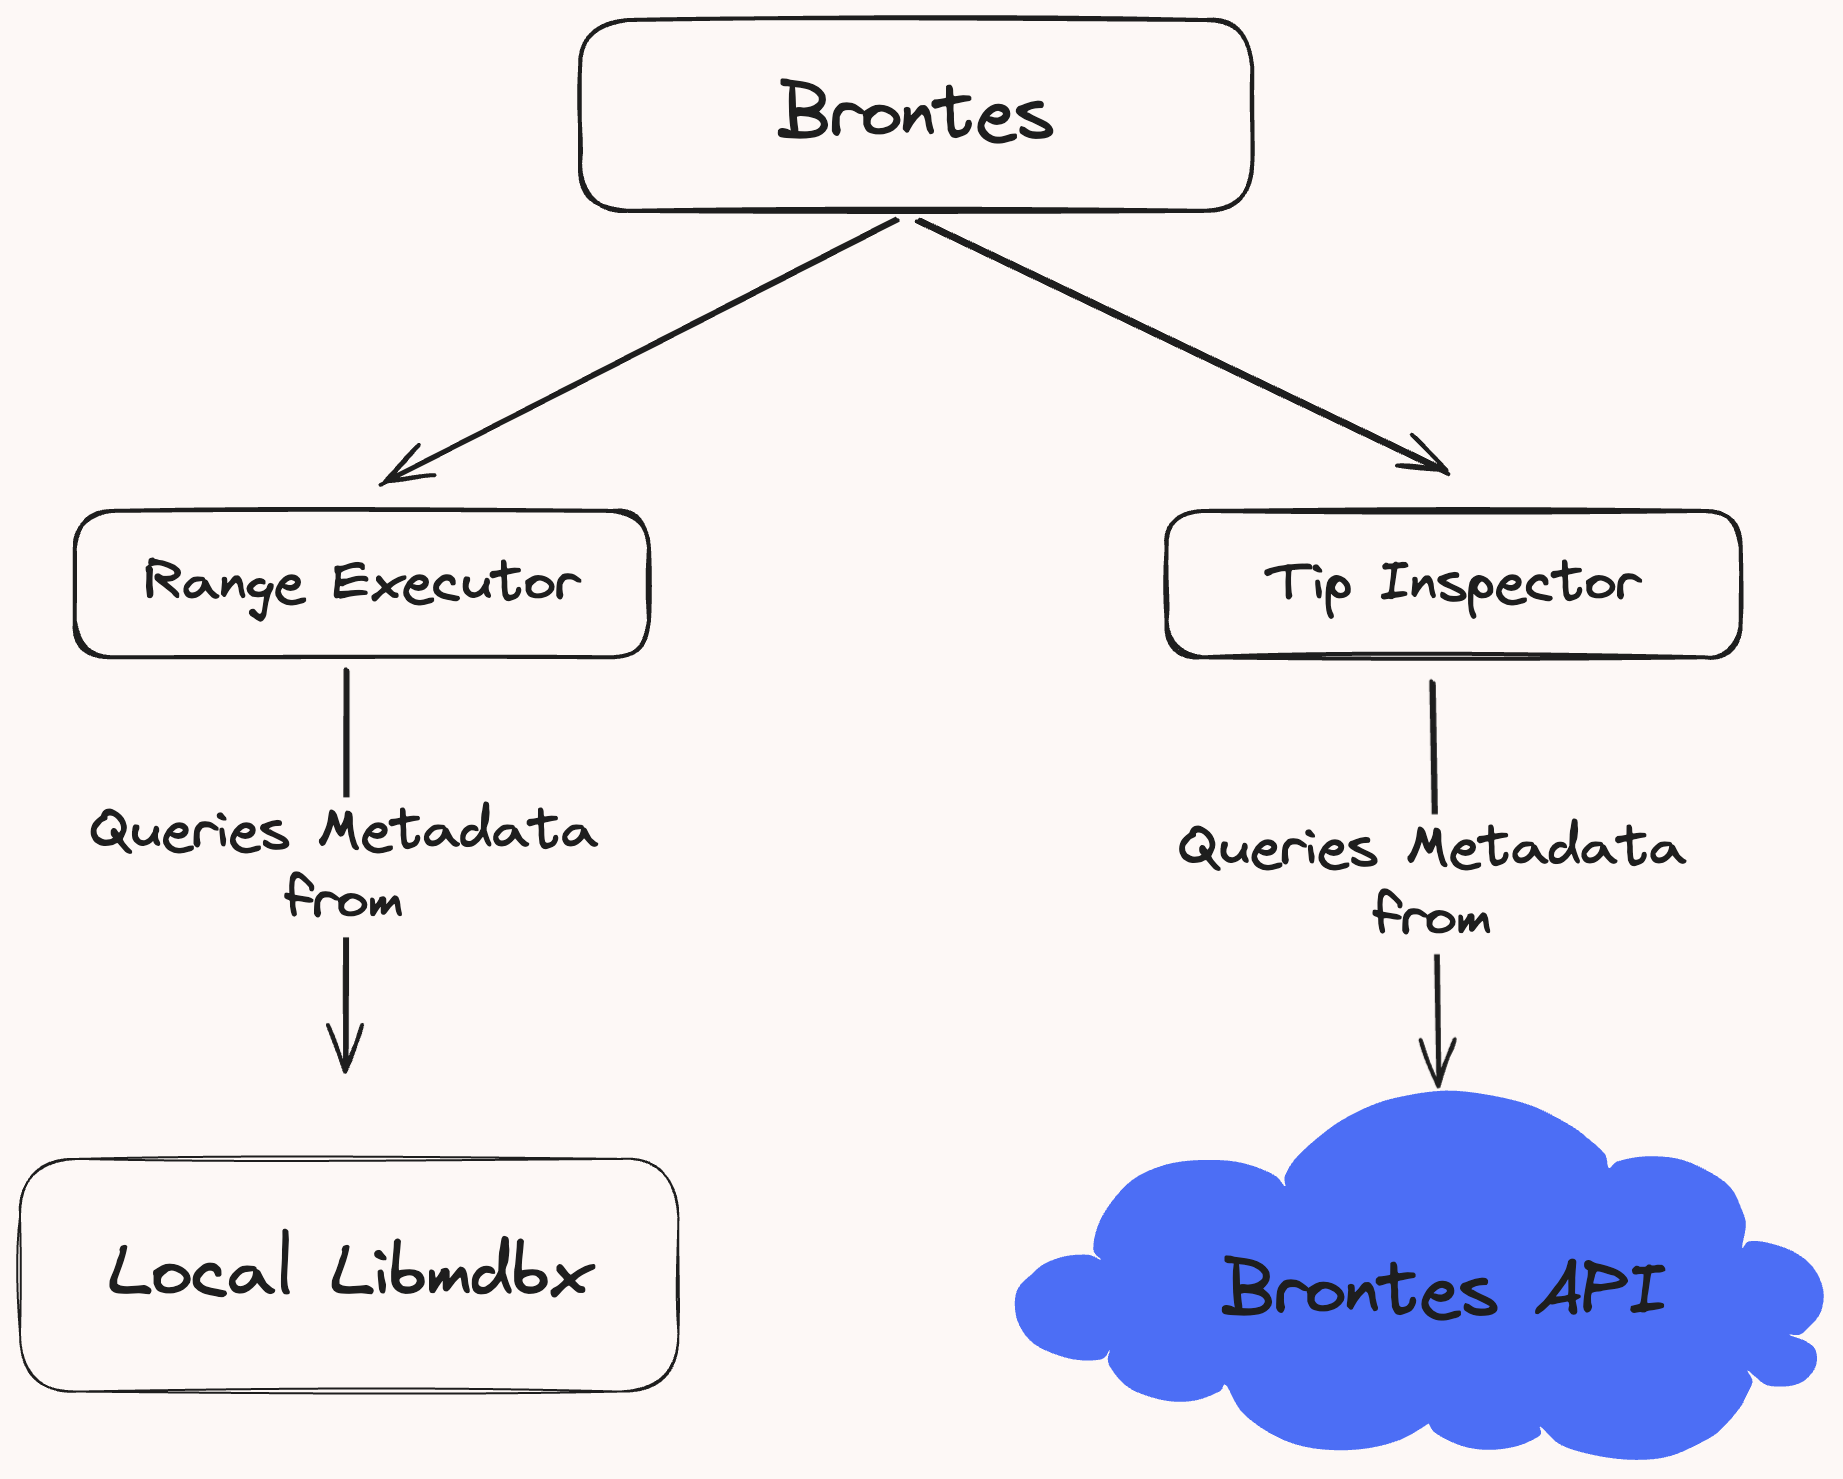 Brontes
Range Executor
Tip Inspector
Queries Metadata
from
Queries Metadata
from
Local Libmdbx
Brontes API